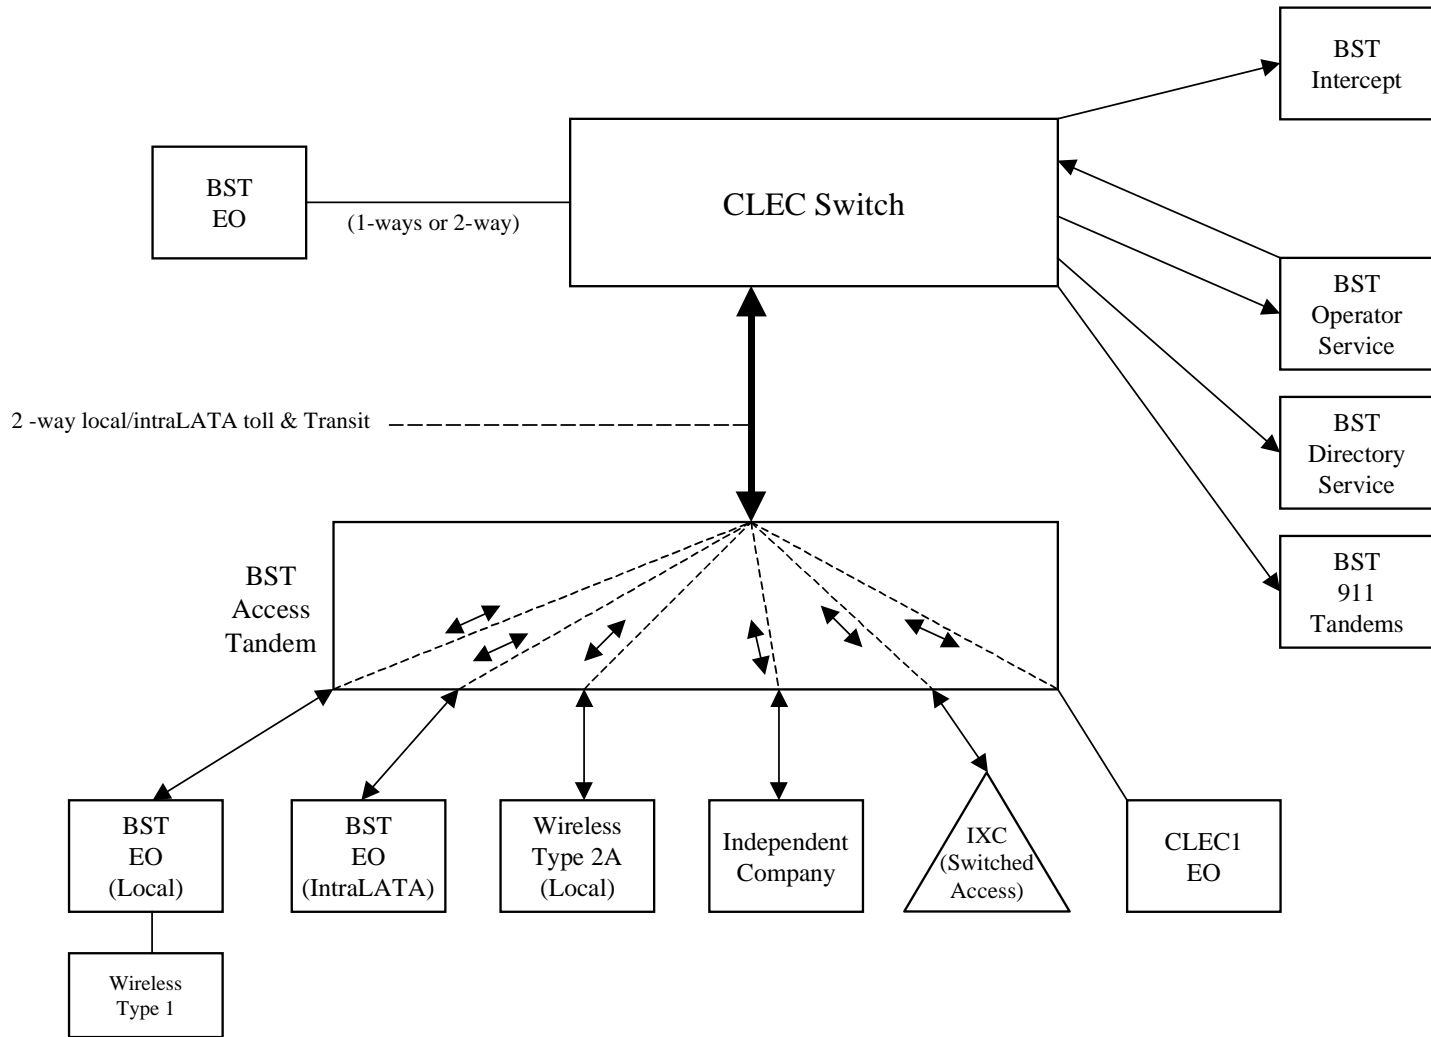 BST
Intercept
BST
EO
(1-ways or 2-way)
CLEC Switch
BST
Operator
Service
2 -way local/intraLATA toll & Transit
BST
Directory
Service
BST
911
Tandems
BST
Access
Tandem
BST
EO
(Local)
BST
EO
(IntraLATA)
Wireless
Type 2A
(Local)
Independent
Company
IXC
(Switched
Access)
CLEC1
EO
Wireless
Type 1